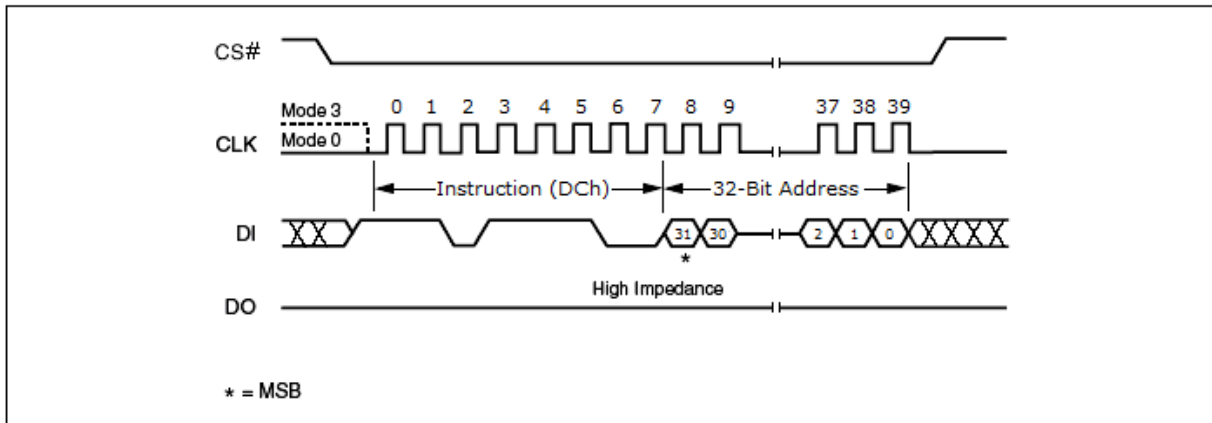 CS#
Mode 3
0 1 2 3 4 5 6 7 8 9 37 38 39
Mode 0
CLK
Instruction (DCh) 32-Bit Address
DI
31 30 2 1 0
*
High Impedance
DO
* = MSB